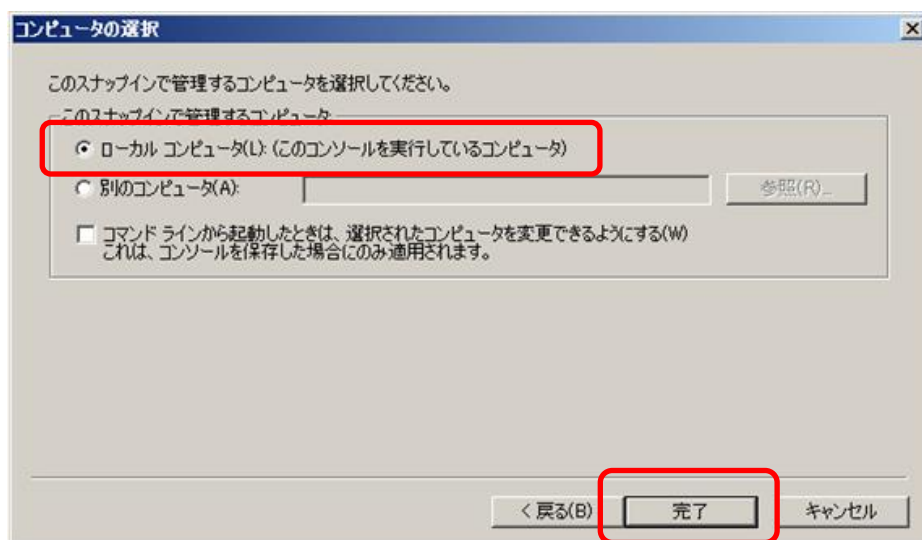 コンピュータの選択
このスナップインで管理するコンピュータを選択してください。
このスナップインで管理するコンピュータ
ローカル コンピュータ(L): (このコンソールを実行しているコンピュータ)
別のコンピュータ(A):
参照(R)...
コマンド ラインから起動したときは、選択されたコンピュータを変更できるようにする(W)
これは、コンソールを保存した場合にのみ適用されます。
< 戻る(B)
完了
キャンセル